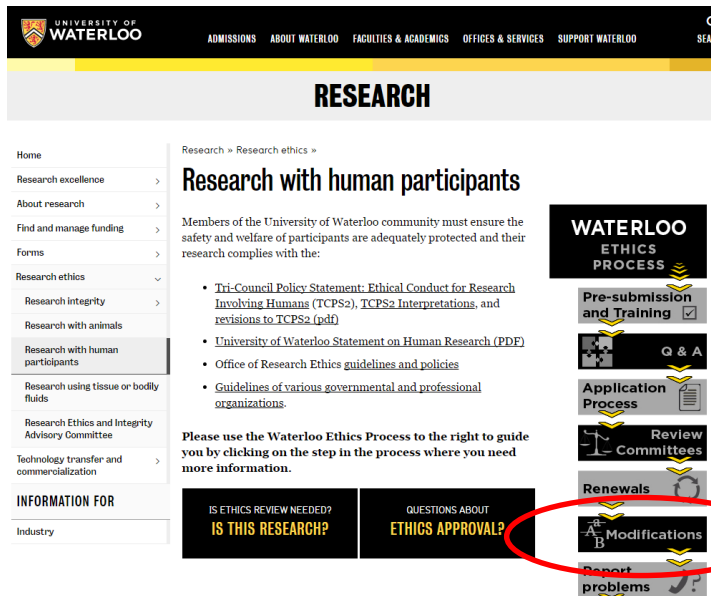 UNIVERSITY OF
WATERLOO
ADMISSIONS ABOUT WATERLOO FACULTIES & ACADEMICS OFFICES & SERVICES SUPPORT WATERLOO
RESEARCH
Home
Research excellence
About research
Find and manage funding
Forms
Research ethics
Research integrity
Research with animals
Research with human
participants
Research using tissue or bodily
fluids
Research Ethics and Integrity
Advisory Committee
Technology transfer and
commercialization
INFORMATION FOR
Industry
Research » Research ethics »
Research with human participants
Members of the University of Waterloo community must ensure the
safety and welfare of participants are adequately protected and their
research complies with the:
• Tri-Council Policy Statement: Ethical Conduct for Research
Involving Humans (TCPS2), TCPS2 Interpretations, and
revisions to TCPS2 (pdf)
• University of Waterloo Statement on Human Research (PDF)
• Office of Research Ethics guidelines and policies
• Guidelines of various governmental and professional
organizations.
Please use the Waterloo Ethics Process to the right to guide
you by clicking on the step in the process where you need
more information.
IS ETHICS REVIEW NEEDED?
IS THIS RESEARCH?
QUESTIONS ABOUT
ETHICS APPROVAL?
WATERLOO
ETHICS
PROCESS
Pre-submission
and Training
Q & A
Application
Process
Review
Committees
Renewals
Modifications
Report
problems